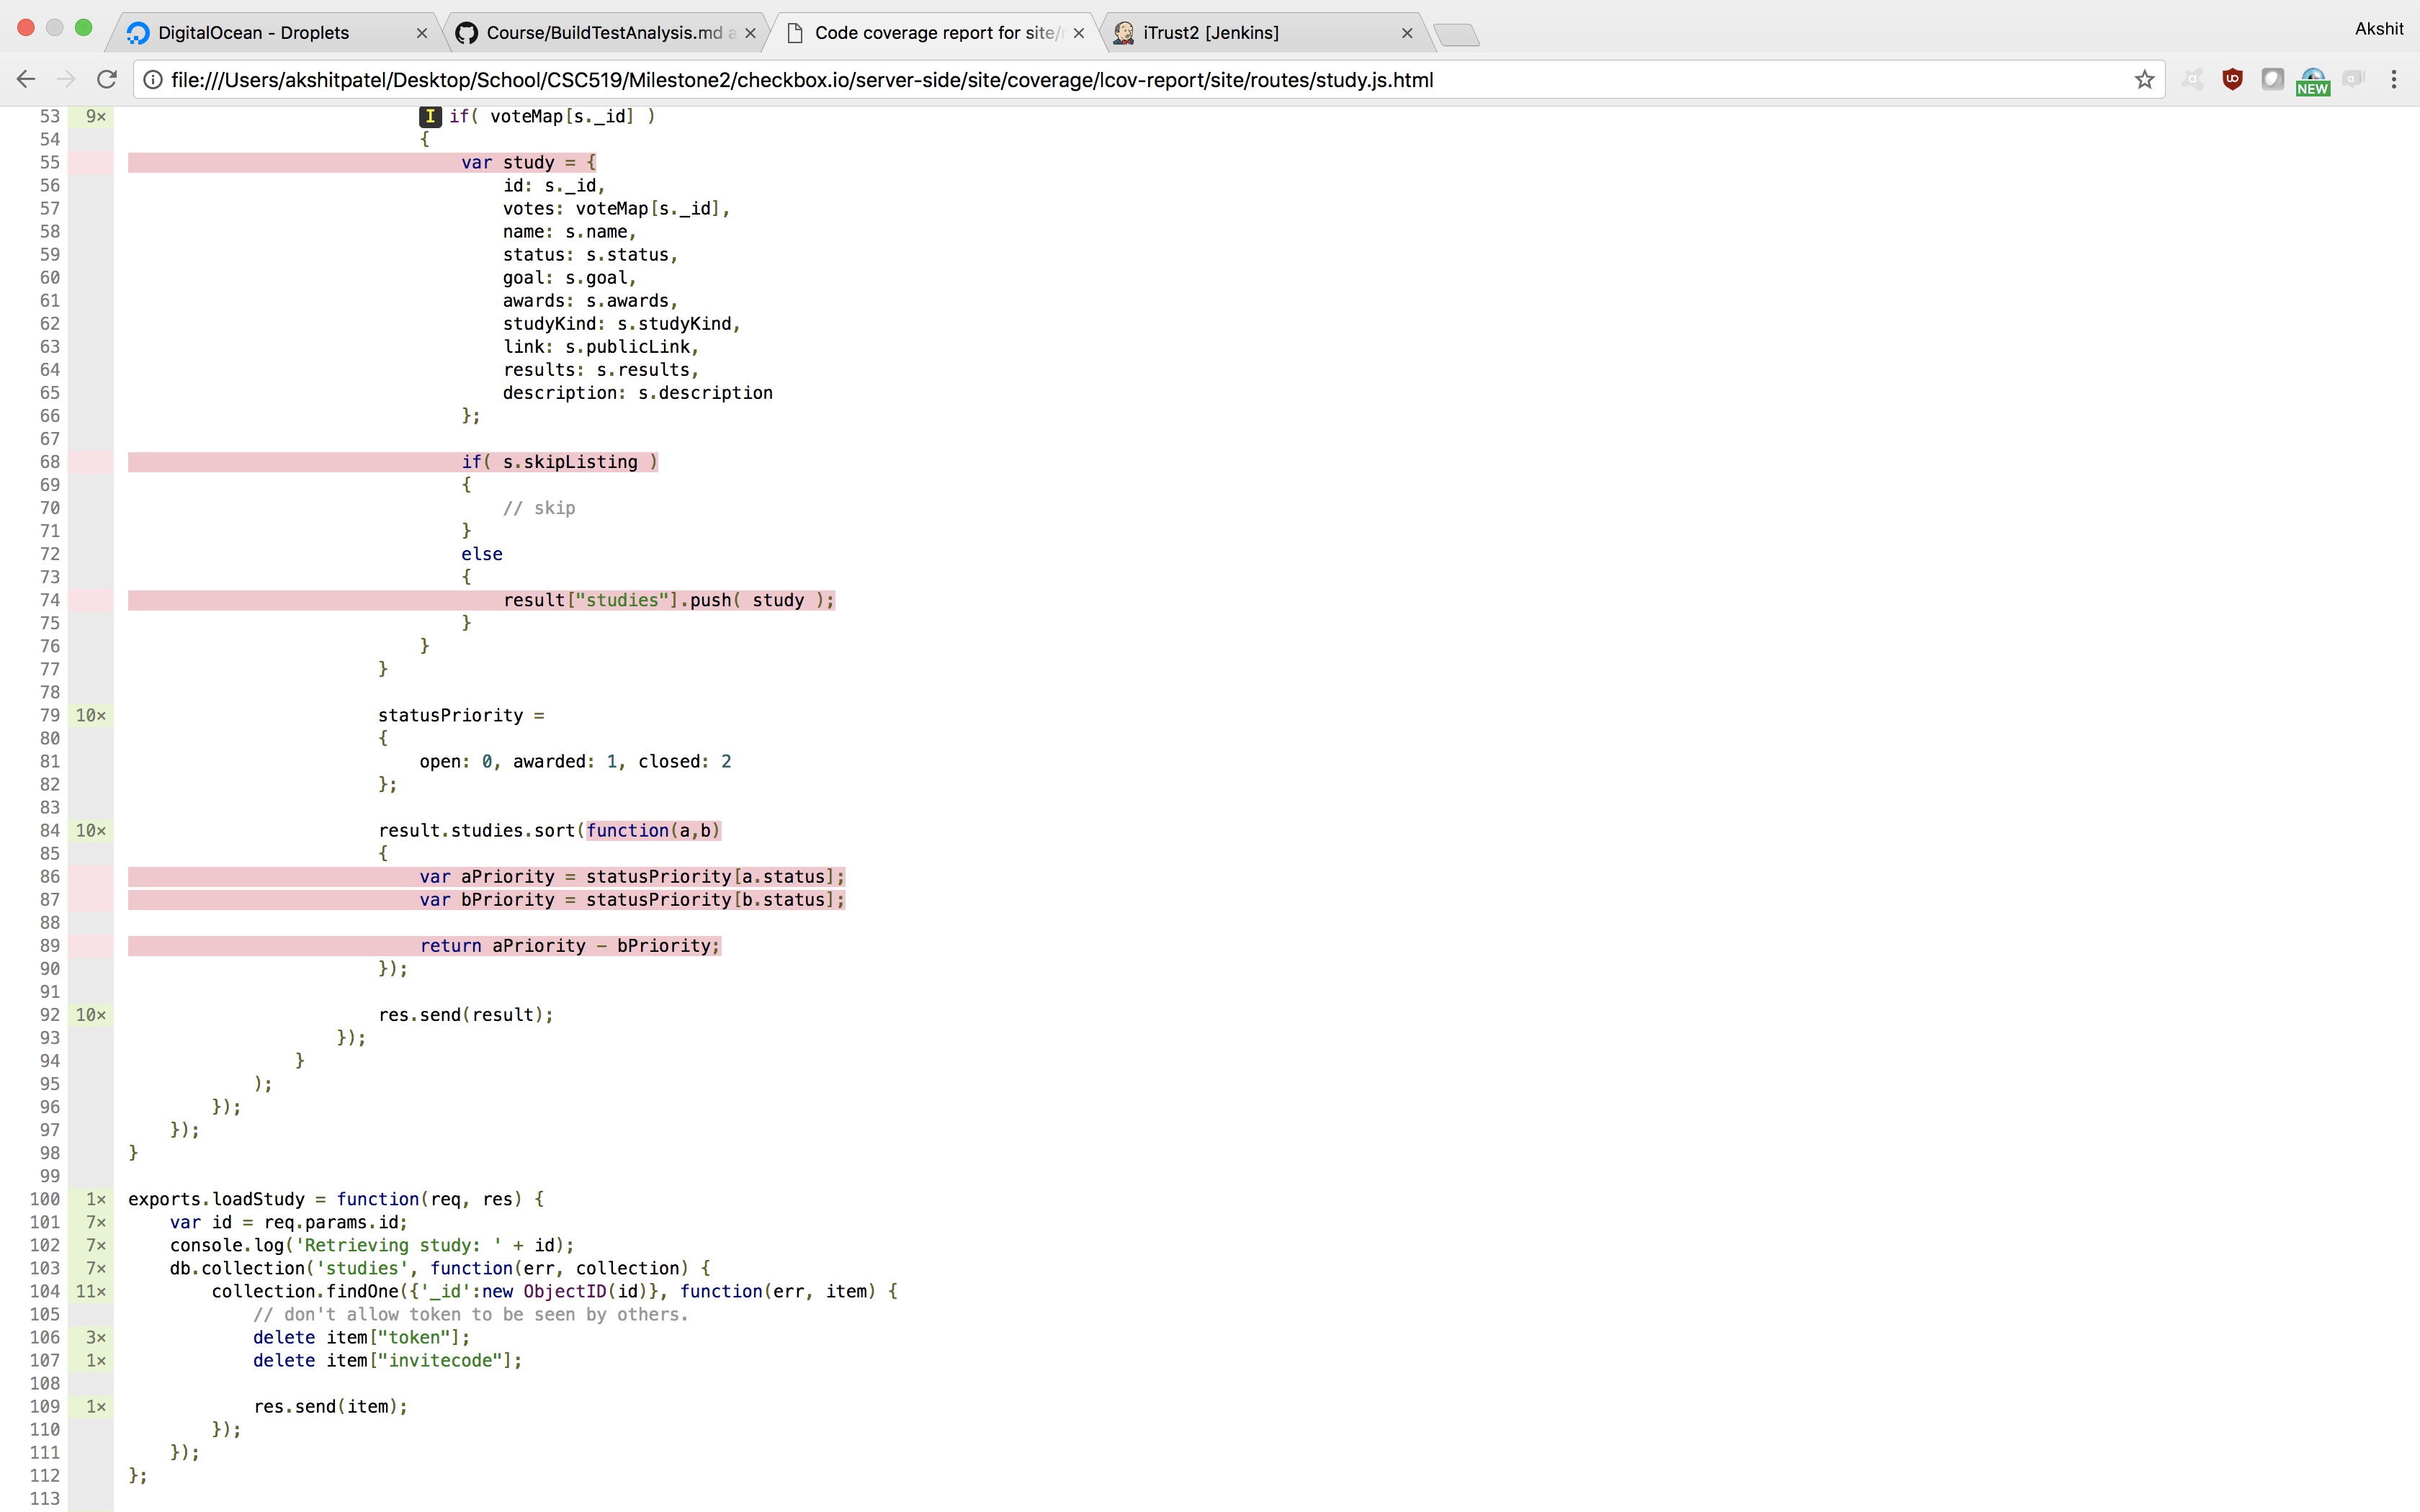 DigitalOcean - Droplets
Course/BuildTestAnalysis.md a
Code coverage report for site/
iTrust2 [Jenkins]
Akshit
file:///Users/akshitpatel/Desktop/School/CSC519/Milestone2/checkbox.io/server-side/site/coverage/lcov-report/site/routes/study.js.html
NEW
53 9× I if( voteMap[s._id] )
54 {
55 var study = {
56 id: s._id,
57 votes: voteMap[s._id],
58 name: s.name,
59 status: s.status,
60 goal: s.goal,
61 awards: s.awards,
62 studyKind: s.studyKind,
63 link: s.publicLink,
64 results: s.results,
65 description: s.description
66 };
67
68 if( s.skipListing )
69 {
70 // skip
71 }
72 else
73 {
74 result["studies"].push( study );
75 }
76 }
77 }
78
79 10× statusPriority =
80 {
81 open: 0, awarded: 1, closed: 2
82 };
83
84 10× result.studies.sort(function(a,b)
85 {
86 var aPriority = statusPriority[a.status];
87 var bPriority = statusPriority[b.status];
88
89 return aPriority - bPriority;
90 });
91
92 10× res.send(result);
93 });
94 }
95 );
96 });
97 });
98 }
99
100 1× exports.loadStudy = function(req, res) {
101 7× var id = req.params.id;
102 7× console.log('Retrieving study: ' + id);
103 7× db.collection('studies', function(err, collection) {
104 11× collection.findOne({'_id':new ObjectID(id)}, function(err, item) {
105 // don't allow token to be seen by others.
106 3× delete item["token"];
107 1× delete item["invitecode"];
108
109 1× res.send(item);
110 });
111 });
112 };
113